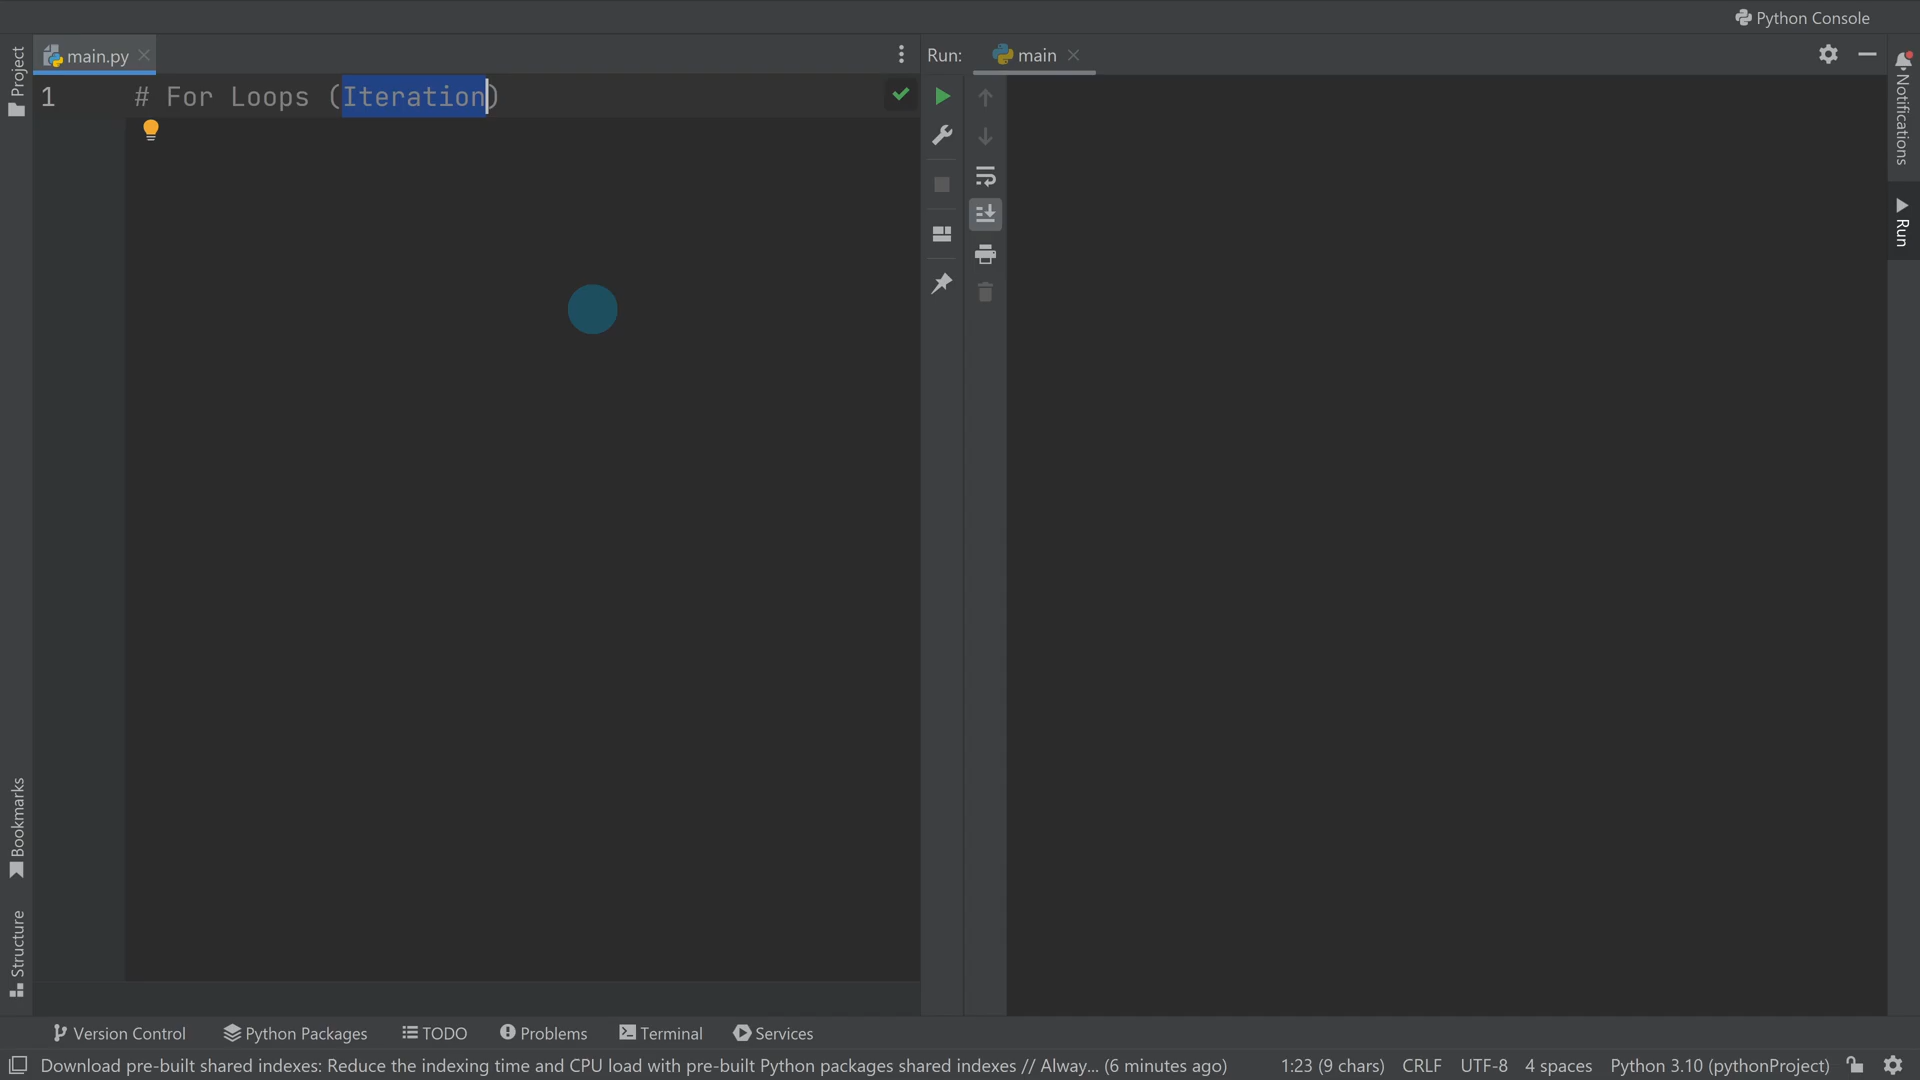 Python Console
Project
main.py
Run:
main
1
# For Loops (Iteration)
Notifications
Run
Bookmarks
Structure
Version Control
Python Packages
TODO
Problems
Terminal
Services
Download pre-built shared indexes: Reduce the indexing time and CPU load with pre-built Python packages shared indexes // Alway... (6 minutes ago)
1:23 (9 chars)
CRLF
UTF-8
4 spaces
Python 3.10 (pythonProject)